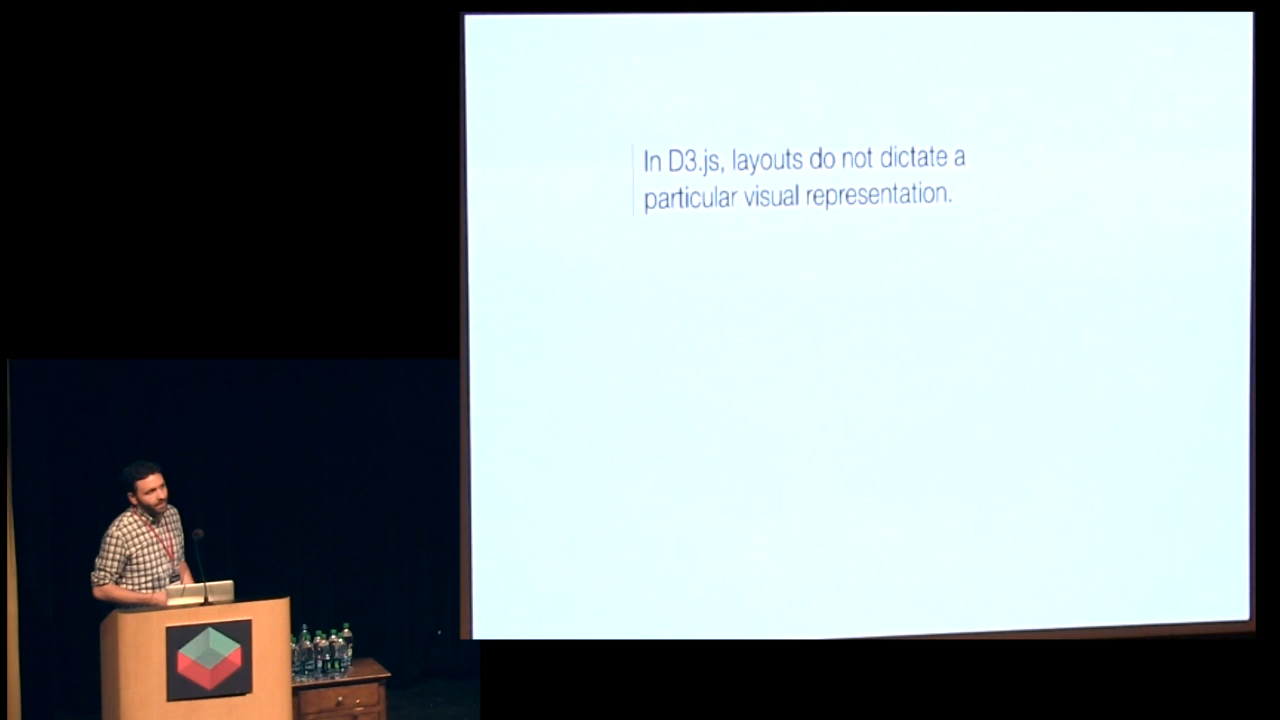 In D3.js, layouts do not dictate a
particular visual representation.